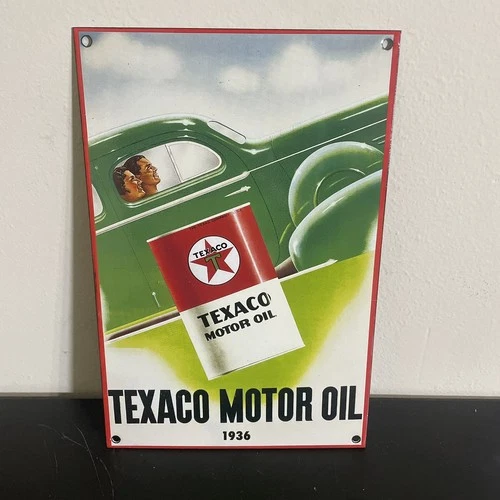 TEXACO
T
TEXACO
MOTOR OIL
TEXACO MOTOR OIL
1936